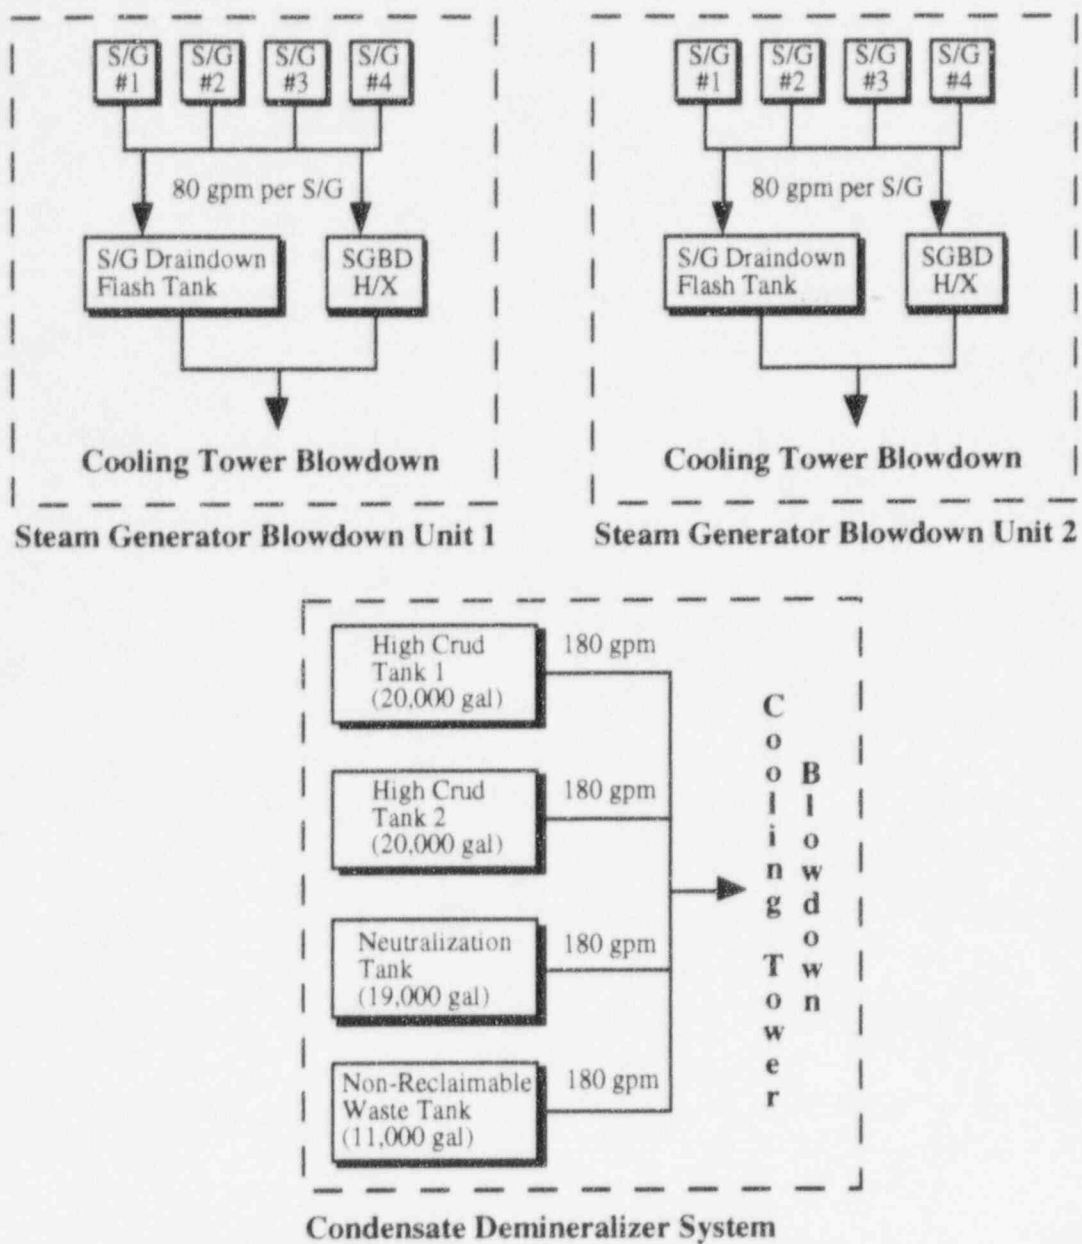 S/G #1
S/G #2
S/G #3
S/G #4
80 gpm per S/G
S/G Draindown
Flash Tank
SGBD
H/X
Cooling Tower Blowdown
Steam Generator Blowdown Unit 1
S/G #1
S/G #2
S/G #3
S/G #4
80 gpm per S/G
S/G Draindown
Flash Tank
SGBD
H/X
Cooling Tower Blowdown
Steam Generator Blowdown Unit 2
High Crud
Tank 1
(20,000 gal)
180 gpm
High Crud
Tank 2
(20,000 gal)
180 gpm
Neutralization
Tank
(19,000 gal)
180 gpm
Non-Reclaimable
Waste Tank
(11,000 gal)
180 gpm
Cooling Tower
Blowdown
Condensate Demineralizer System